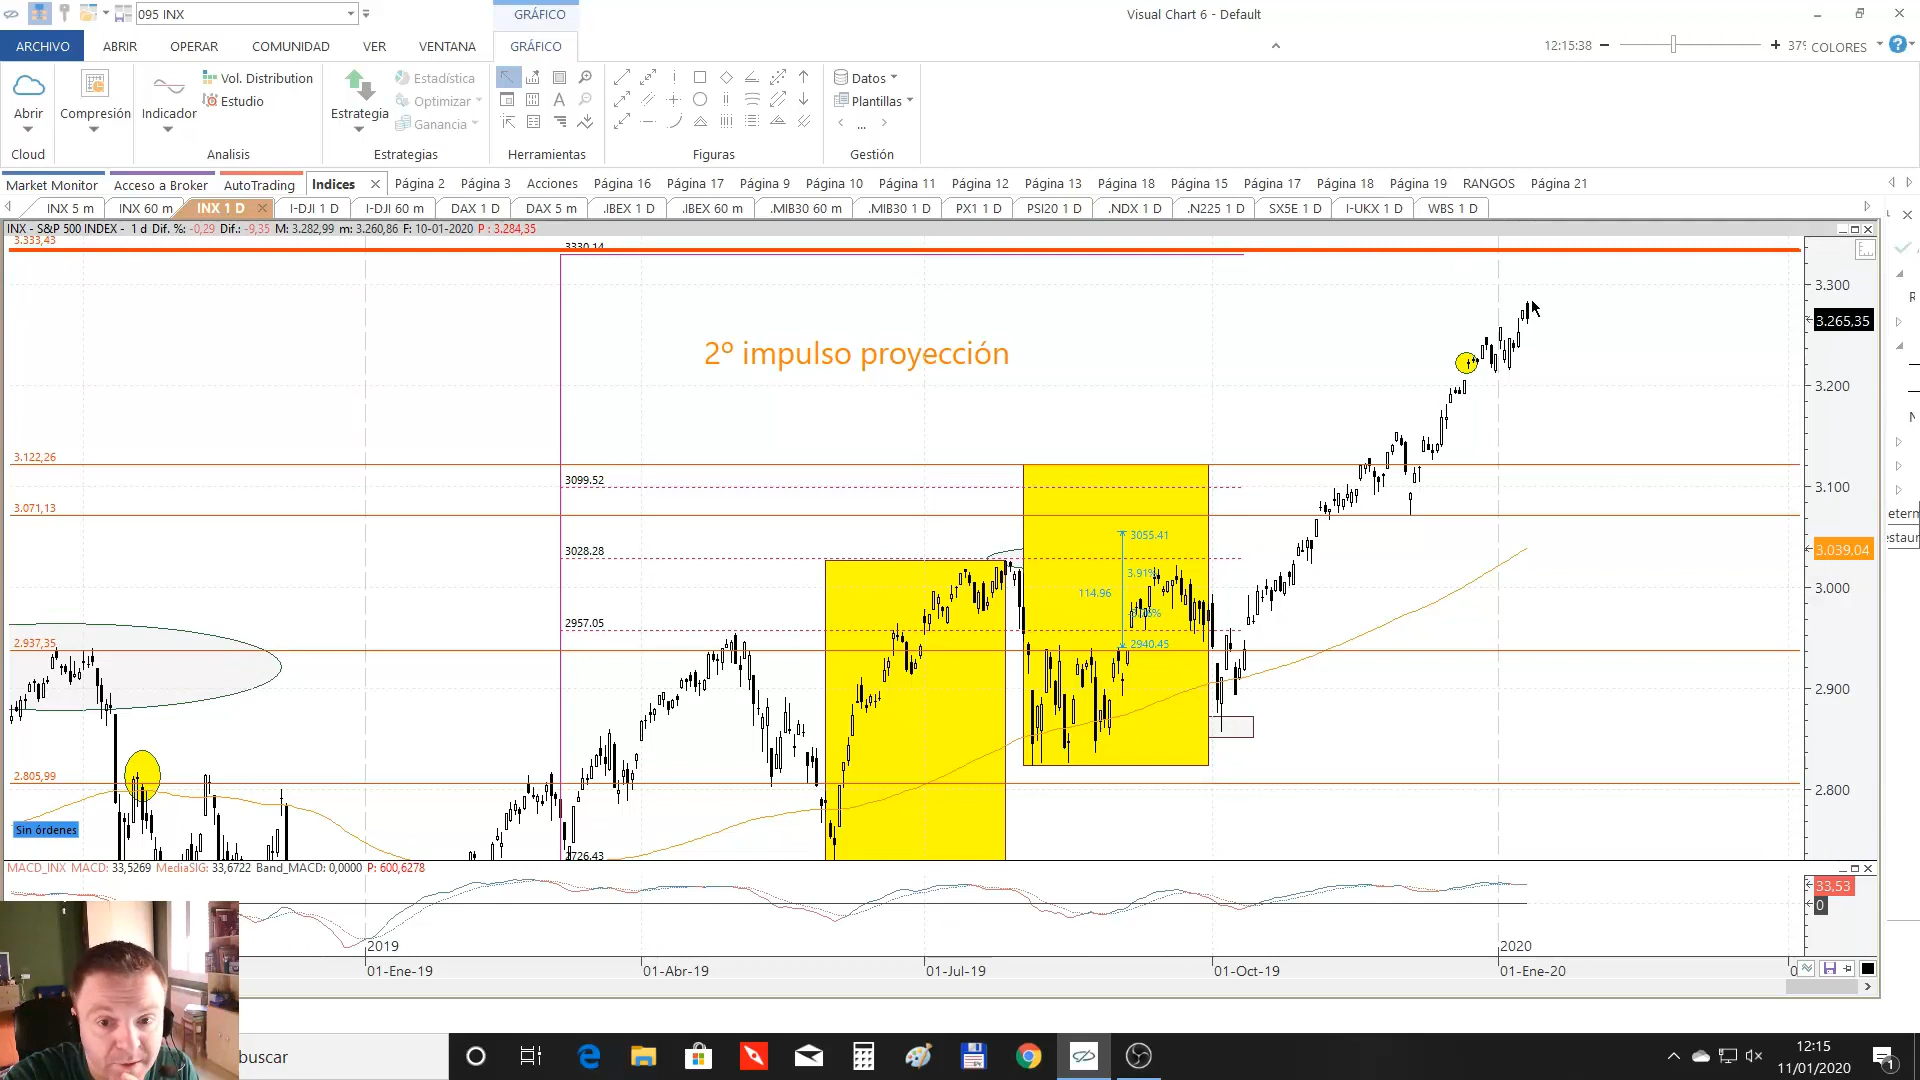 095 INX
GRÁFICO
Visual Chart 6 - Default
ARCHIVO
ABRIR
OPERAR
COMUNIDAD
VER
VENTANA
GRÁFICO
12:15:38
37%
COLORES
Abrir
Compresión
Indicador
Vol. Distribution
Estudio
Estrategia
Estadística
Optimizar
Ganancia
Datos
Plantillas
...
Cloud
Analisis
Estrategias
Herramientas
Figuras
Gestión
Market Monitor
Acceso a Broker
AutoTrading
Indices
Página 2
Página 3
Acciones
Página 16
Página 17
Página 9
Página 10
Página 11
Página 12
Página 13
Página 18
Página 15
Página 17
Página 18
Página 19
RANGOS
Página 21
INX 5 m
INX 60 m
INX 1 D
I-DJI 1 D
I-DJI 60 m
DAX 1 D
DAX 5 m
.IBEX 1 D
.IBEX 60 m
.MIB30 60 m
.MIB30 1 D
PX1 1 D
PSI20 1 D
.NDX 1 D
.N225 1 D
SX5E 1 D
I-UKX 1 D
WBS 1 D
INX - S&P 500 INDEX - 1 d Dif. %: -0,29 Dif.: -9,35 M: 3.282,99 m: 3.260,86 F: 10-01-2020 P : 3.284,35
3.333,43
3330.14
3.300
3.265,35
2º impulso proyección
3.200
3.122,26
3099.52
3.100
3.071,13
3055.41
3028.28
3.039,04
3.91%
114.96
3.000
2957.05
2.937,35
2940.45
2.900
2.805,99
2.800
Sin órdenes
2726.43
MACD_INX MACD: 33,5269 MediaSIG: 33,6722 Band_MACD: 0,0000 P: 600,6278
33,53
0
2019
2020
01-Ene-19
01-Abr-19
01-Jul-19
01-Oct-19
01-Ene-20
eterm
estaur
buscar
12:15
11/01/2020
1